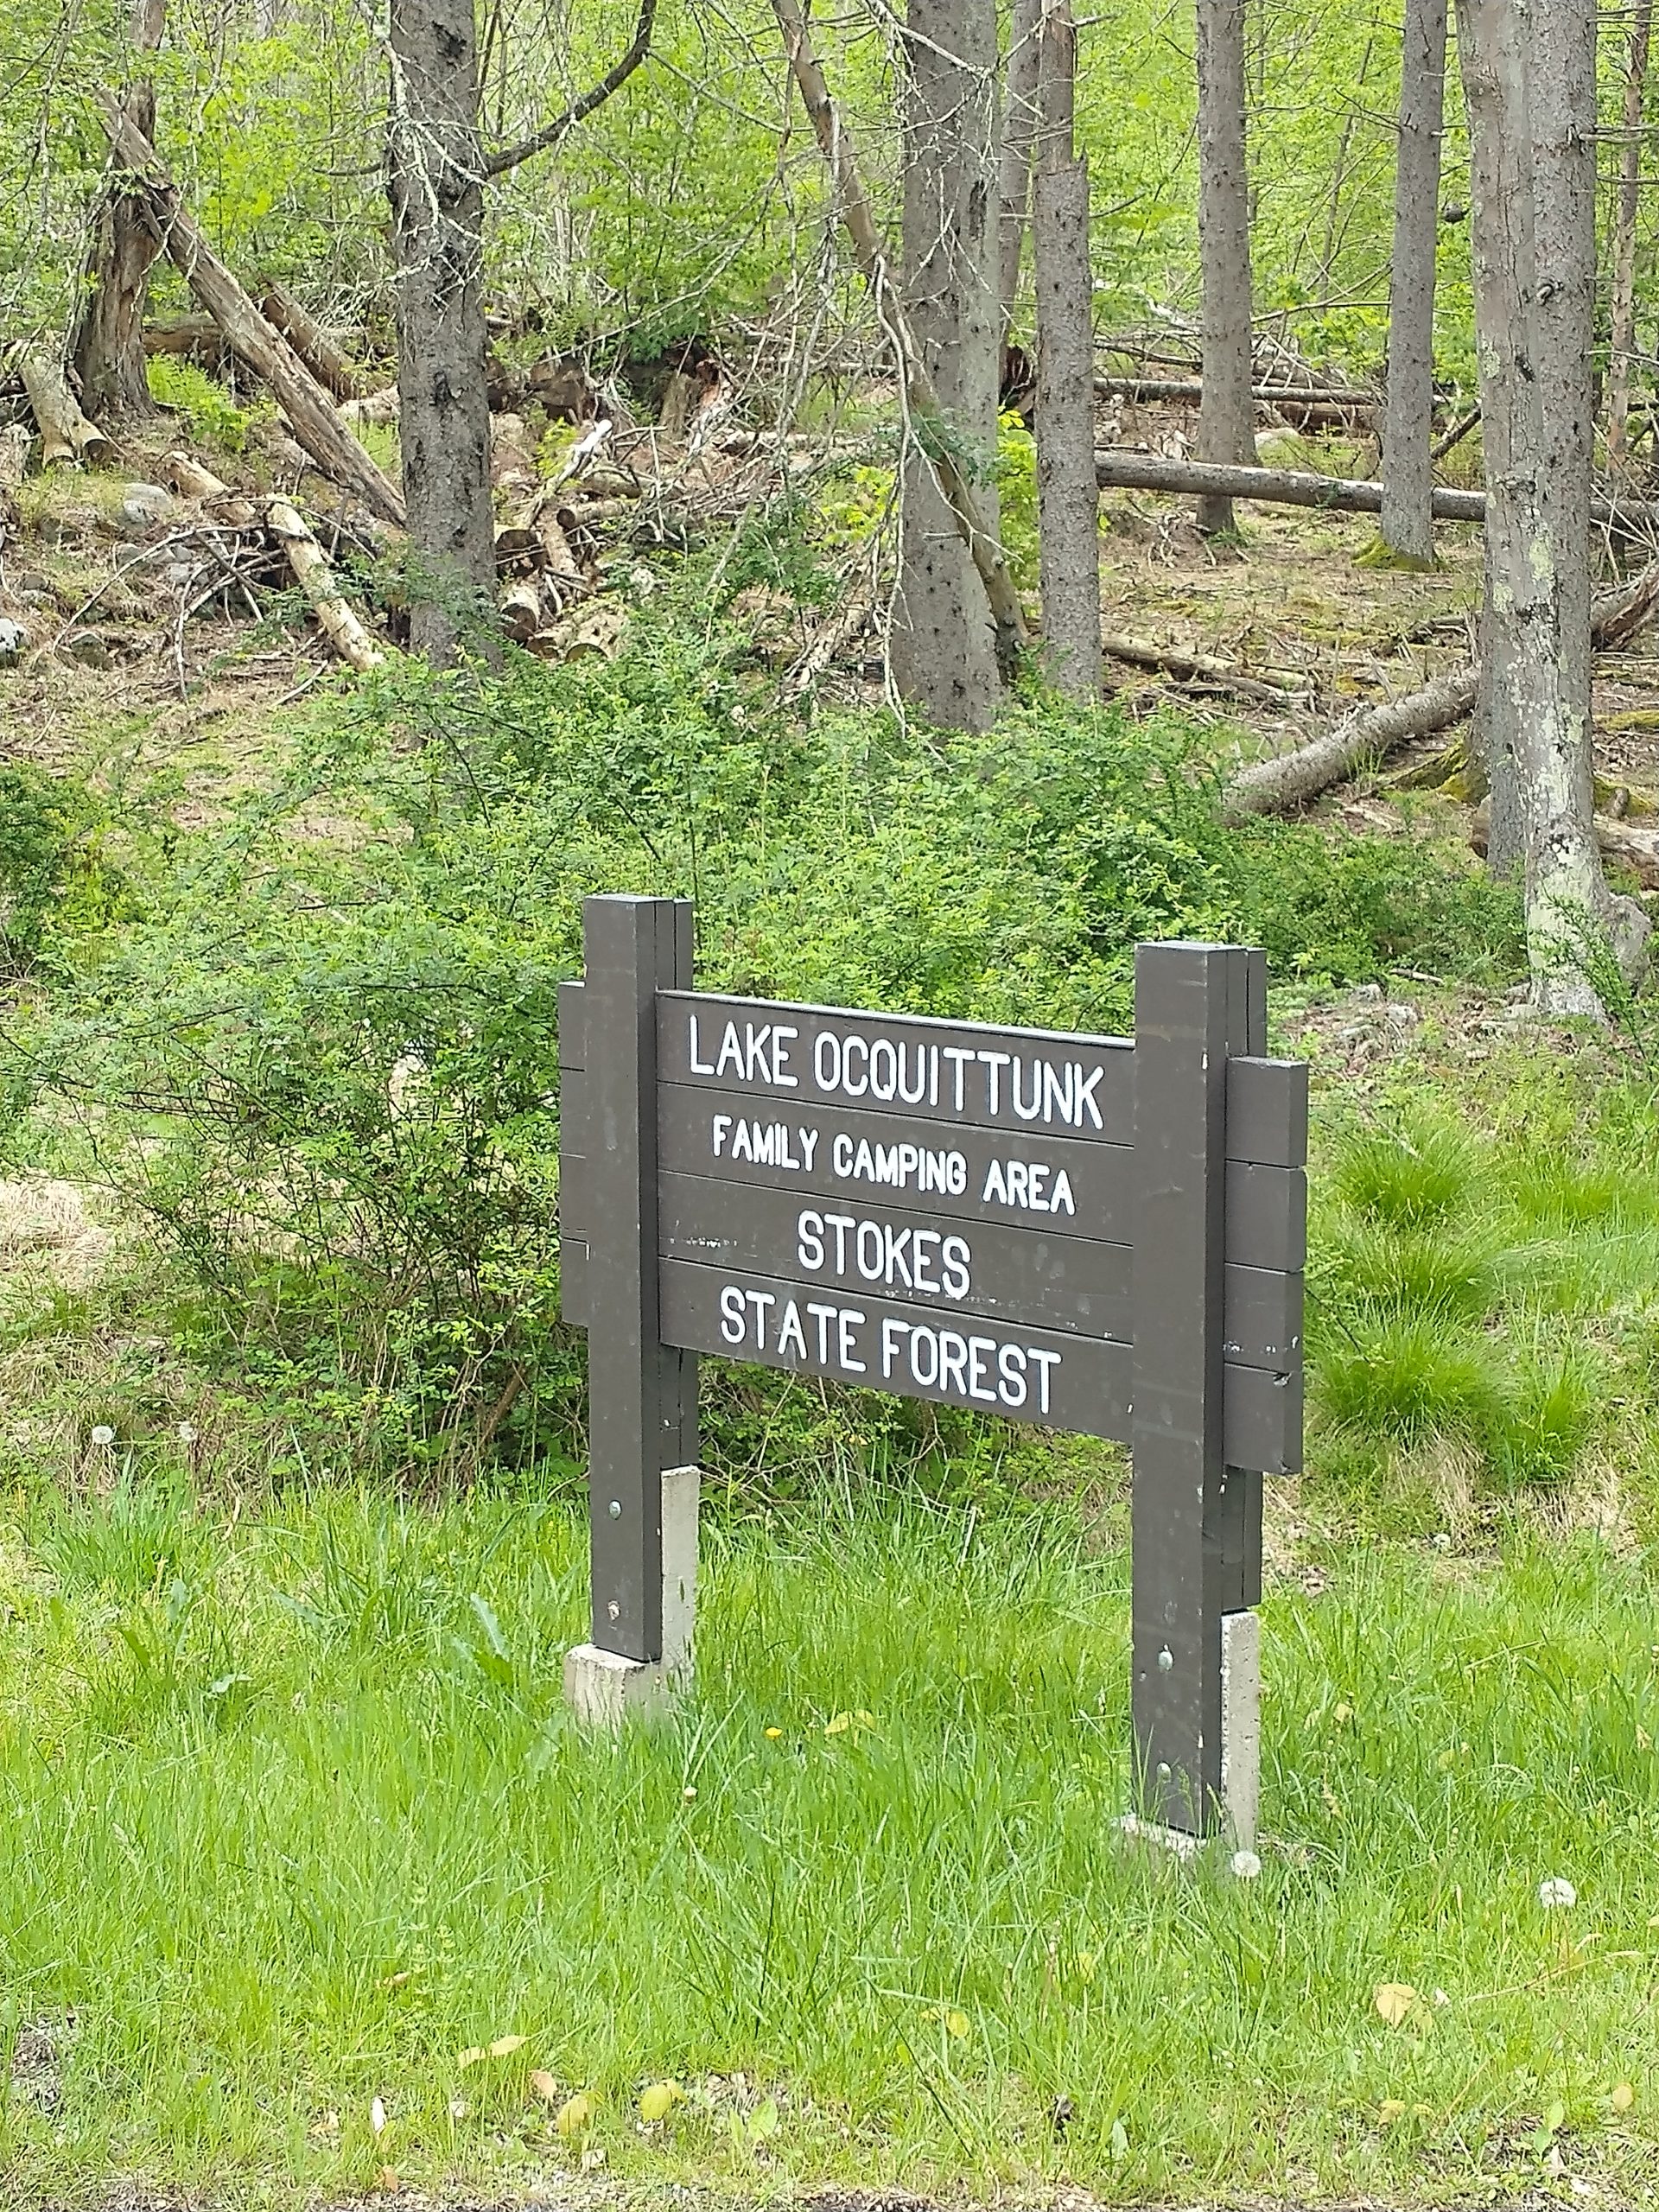 LAKE OCQUITTUNK
FAMILY CAMPING AREA
STOKES
STATE FOREST